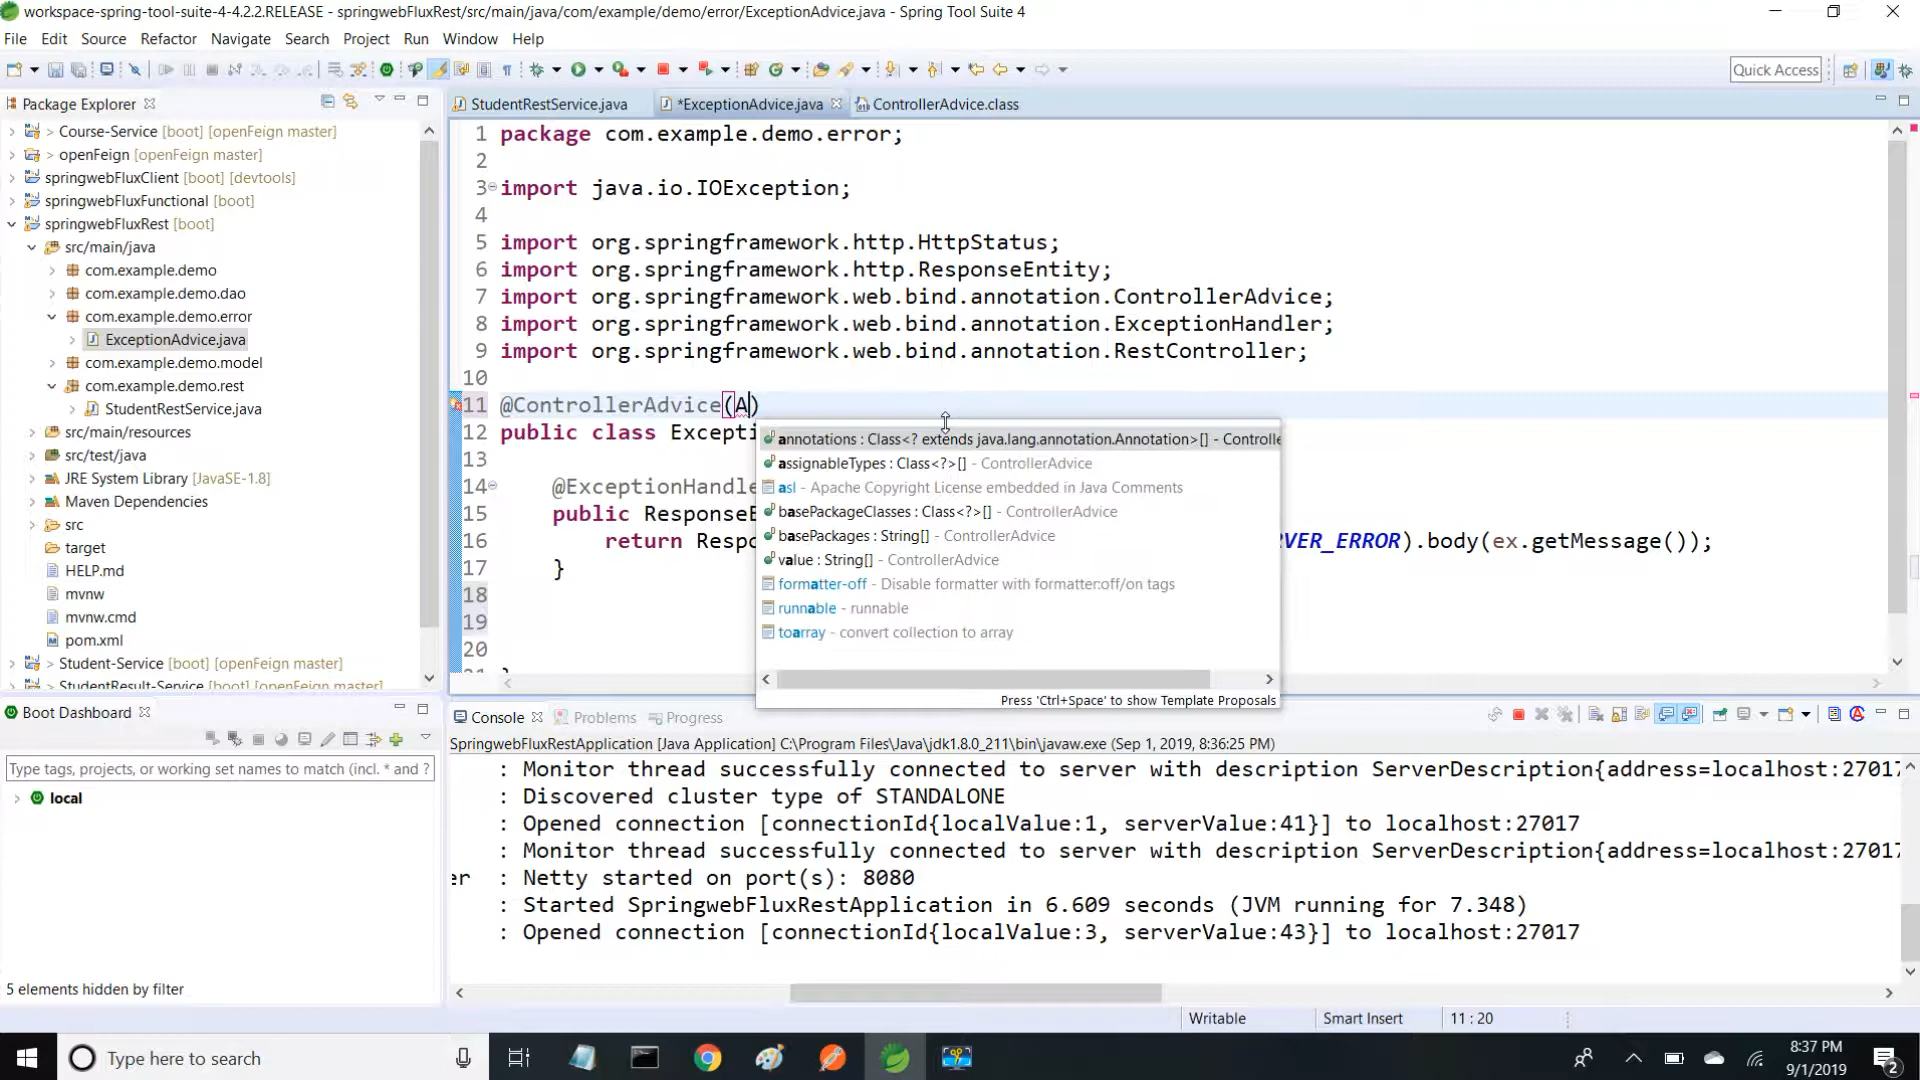 workspace-spring-tool-suite-4-4.2.2.RELEASE - springwebFluxRest/src/main/java/com/example/demo/error/ExceptionAdvice.java - Spring Tool Suite 4
File Edit Source Refactor Navigate Search Project Run Window Help
Quick Access
Package Explorer
> Course-Service [boot] [openFeign master]
> openFeign [openFeign master]
springwebFluxClient [boot] [devtools]
springwebFluxFunctional [boot]
springwebFluxRest [boot]
src/main/java
com.example.demo
com.example.demo.dao
com.example.demo.error
ExceptionAdvice.java
com.example.demo.model
com.example.demo.rest
StudentRestService.java
src/main/resources
src/test/java
JRE System Library [JavaSE-1.8]
Maven Dependencies
src
target
HELP.md
mvnw
mvnw.cmd
pom.xml
> Student-Service [boot] [openFeign master]
> StudentResult-Service [boot] [openFeign master]
StudentRestService.java *ExceptionAdvice.java ControllerAdvice.class
1 package com.example.demo.error;
2
3 import java.io.IOException;
4
5 import org.springframework.http.HttpStatus;
6 import org.springframework.http.ResponseEntity;
7 import org.springframework.web.bind.annotation.ControllerAdvice;
8 import org.springframework.web.bind.annotation.ExceptionHandler;
9 import org.springframework.web.bind.annotation.RestController;
10
11 @ControllerAdvice(A)
12 public class Excepti
13
14 @ExceptionHandle
15 public ResponseE
16 return Respo VER_ERROR).body(ex.getMessage());
17 }
18
19
20
annotations : Class<? extends java.lang.annotation.Annotation>[] - Controlle
assignableTypes : Class<?>[] - ControllerAdvice
asl - Apache Copyright License embedded in Java Comments
basePackageClasses : Class<?>[] - ControllerAdvice
basePackages : String[] - ControllerAdvice
value : String[] - ControllerAdvice
formatter-off - Disable formatter with formatter:off/on tags
runnable - runnable
toarray - convert collection to array
Press 'Ctrl+Space' to show Template Proposals
Boot Dashboard
Type tags, projects, or working set names to match (incl. * and ?
local
5 elements hidden by filter
Console Problems Progress
SpringwebFluxRestApplication [Java Application] C:\Program Files\Java\jdk1.8.0_211\bin\javaw.exe (Sep 1, 2019, 8:36:25 PM)
: Monitor thread successfully connected to server with description ServerDescription{address=localhost:27017
: Discovered cluster type of STANDALONE
: Opened connection [connectionId{localValue:1, serverValue:41}] to localhost:27017
: Monitor thread successfully connected to server with description ServerDescription{address=localhost:27017
er : Netty started on port(s): 8080
: Started SpringwebFluxRestApplication in 6.609 seconds (JVM running for 7.348)
: Opened connection [connectionId{localValue:3, serverValue:43}] to localhost:27017
Writable Smart Insert 11 : 20
Type here to search
8:37 PM
9/1/2019
2